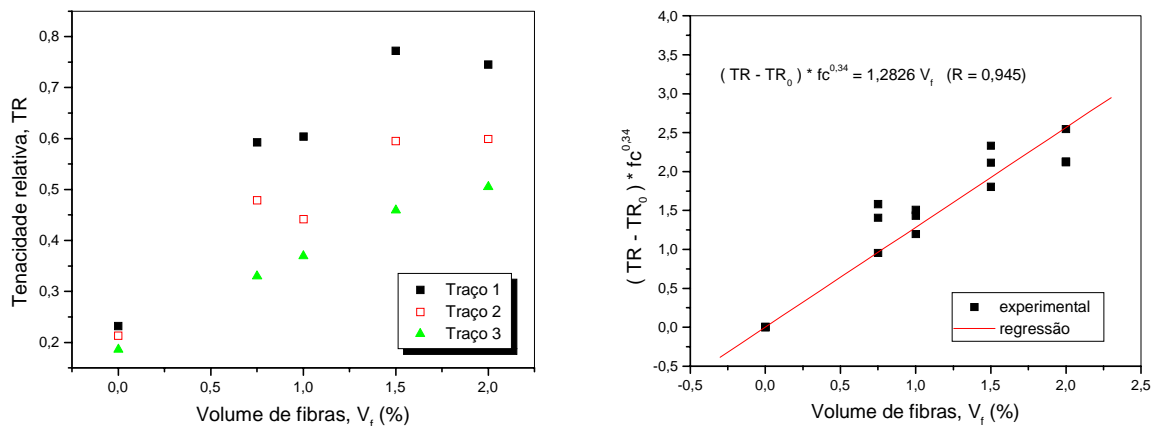 Tenacidade relativa, TR
0,8
0,7
0,6
0,5
0,4
0,3
0,2
Traço 1
Traço 2
Traço 3
0,0 0,5 1,0 1,5 2,0
Volume de fibras, V_f (%)
( TR - TR_0 ) * fc^0,34
4,0
3,5
( TR - TR_0 ) * fc^0,34 = 1,2826 V_f (R = 0,945)
3,0
2,5
2,0
1,5
1,0
0,5
0,0
-0,5
experimental
regressão
-0,5 0,0 0,5 1,0 1,5 2,0 2,5
Volume de fibras, V_f (%)